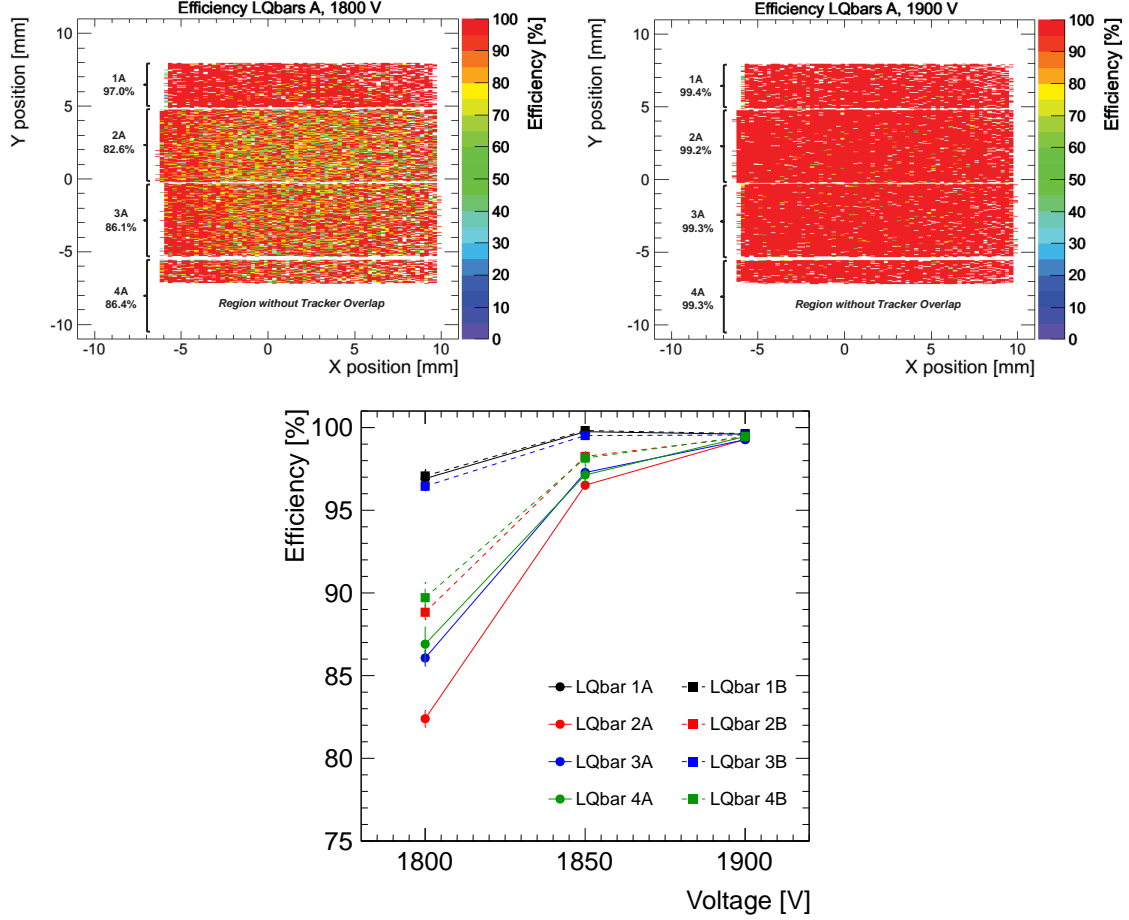 Efficiency LQbars A, 1800 V
Y position [mm]
10
5
0
-5
-10
1A
97.0%
2A
82.6%
3A
86.1%
4A
86.4%
Region without Tracker Overlap
-10 -5 0 5 10
X position [mm]
100
90
80
70
60
50
40
30
20
10
0
Efficiency [%]
Efficiency LQbars A, 1900 V
Y position [mm]
10
5
0
-5
-10
1A
99.4%
2A
99.2%
3A
99.3%
4A
99.3%
Region without Tracker Overlap
-10 -5 0 5 10
X position [mm]
100
90
80
70
60
50
40
30
20
10
0
Efficiency [%]
Efficiency [%]
100
95
90
85
80
75
LQbar 1A LQbar 1B
LQbar 2A LQbar 2B
LQbar 3A LQbar 3B
LQbar 4A LQbar 4B
1800 1850 1900
Voltage [V]